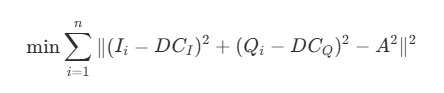 min \sum_{i=1}^{n} \|(I_i - DC_I)^2 + (Q_i - DC_Q)^2 - A^2\|^2